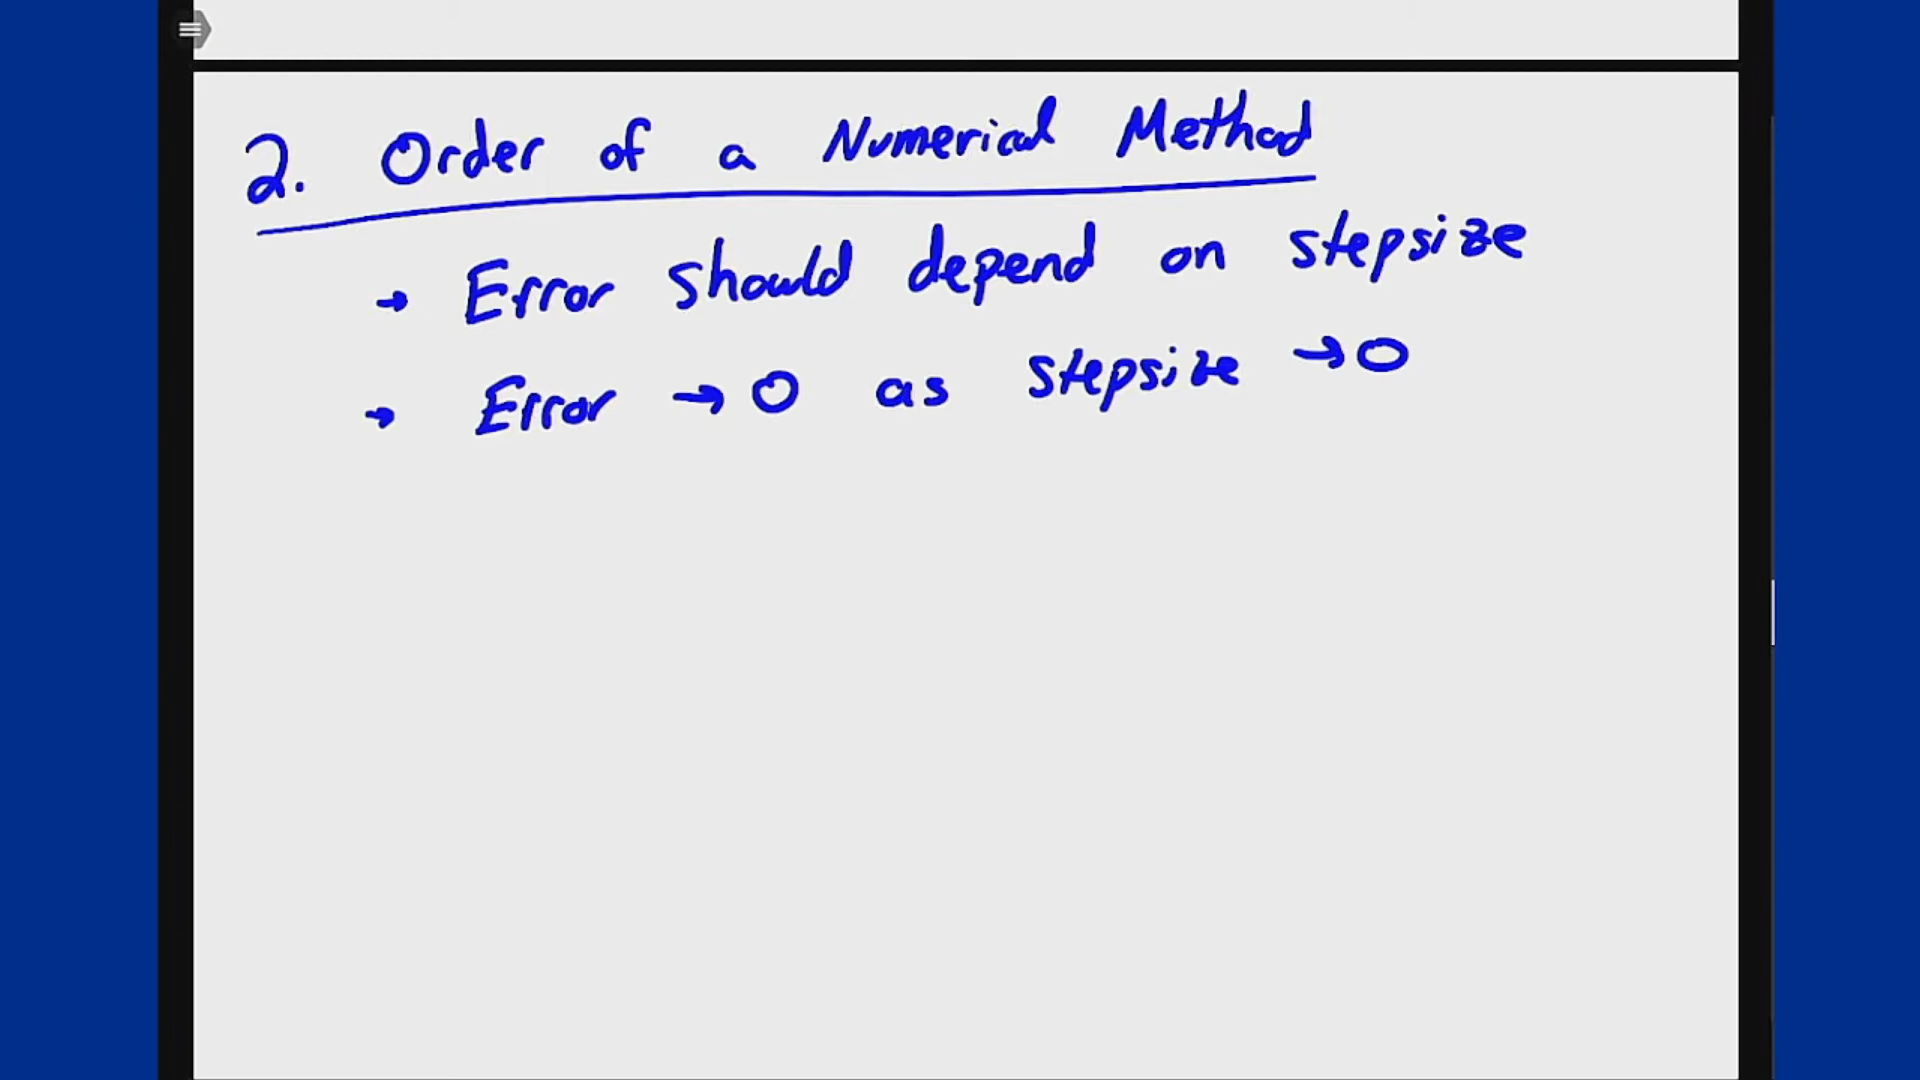 2. Order of a Numerical Method
→ Error should depend on stepsize
→ Error → 0 as stepsize → 0